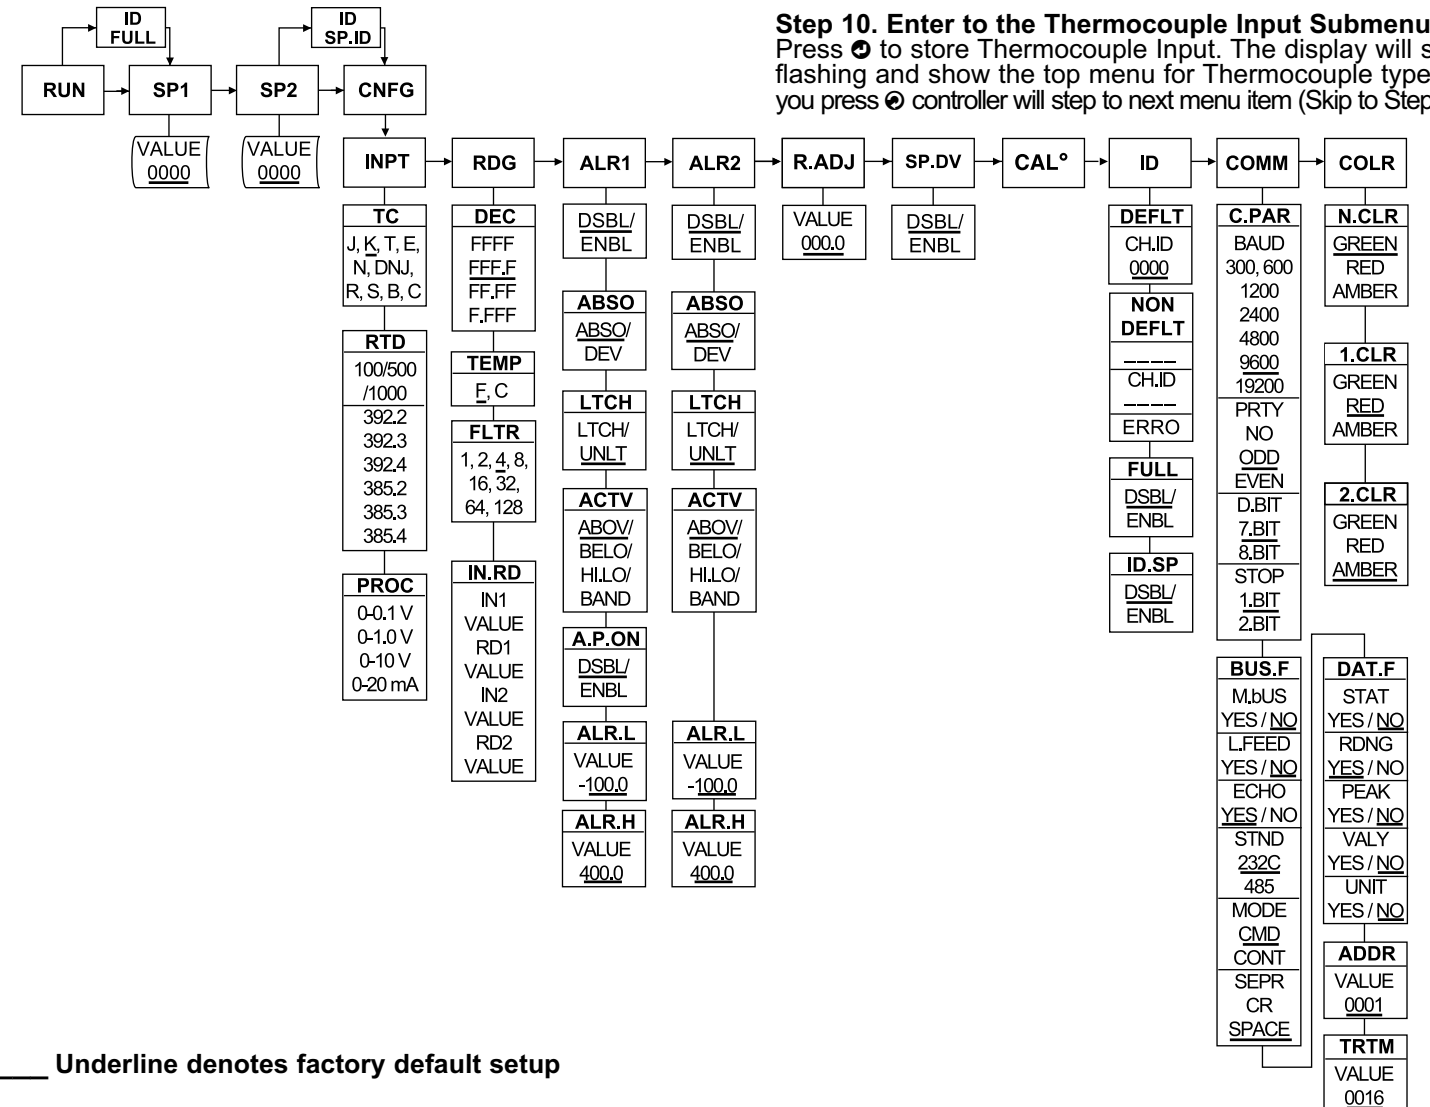 ID
FULL
ID
SP.ID
RUN
SP1
SP2
CNFG
VALUE
0000
VALUE
0000
Step 10. Enter to the Thermocouple Input Submenu
Press to store Thermocouple Input. The display will s
flashing and show the top menu for Thermocouple type
you press controller will step to next menu item (Skip to Step
INPT
RDG
ALR1
ALR2
R.ADJ
SP.DV
CAL°
ID
COMM
COLR
TC
J, K, T, E,
N, DNJ,
R, S, B, C
RTD
100/500
/1000
392.2
392.3
392.4
385.2
385.3
385.4
PROC
0-0.1 V
0-1.0 V
0-10 V
0-20 mA
DEC
FFFF
FFF.F
FF.FF
F.FFF
TEMP
F, C
FLTR
1, 2, 4, 8,
16, 32,
64, 128
IN.RD
IN1
VALUE
RD1
VALUE
IN2
VALUE
RD2
VALUE
DSBL/
ENBL
ABSO
ABSO/
DEV
LTCH
LTCH/
UNLT
ACTV
ABOV/
BELO/
HI.LO/
BAND
A.P.ON
DSBL/
ENBL
ALR.L
VALUE
-100.0
ALR.H
VALUE
400.0
DSBL/
ENBL
ABSO
ABSO/
DEV
LTCH
LTCH/
UNLT
ACTV
ABOV/
BELO/
HI.LO/
BAND
ALR.L
VALUE
-100.0
ALR.H
VALUE
400.0
VALUE
000.0
DSBL/
ENBL
DEFLT
CH.ID
0000
NON
DEFLT
_ _ _ _
CH.ID
_ _ _ _
ERRO
FULL
DSBL/
ENBL
ID.SP
DSBL/
ENBL
C.PAR
BAUD
300, 600
1200
2400
4800
9600
19200
PRTY
NO
ODD
EVEN
D.BIT
7.BIT
8.BIT
STOP
1.BIT
2.BIT
BUS.F
M.bUS
YES / NO
L.FEED
YES / NO
ECHO
YES / NO
STND
232C
485
MODE
CMD
CONT
SEPR
CR
SPACE
N.CLR
GREEN
RED
AMBER
1.CLR
GREEN
RED
AMBER
2.CLR
GREEN
RED
AMBER
DAT.F
STAT
YES / NO
RDNG
YES / NO
PEAK
YES / NO
VALY
YES / NO
UNIT
YES / NO
ADDR
VALUE
0001
TRTM
VALUE
0016
___ Underline denotes factory default setup